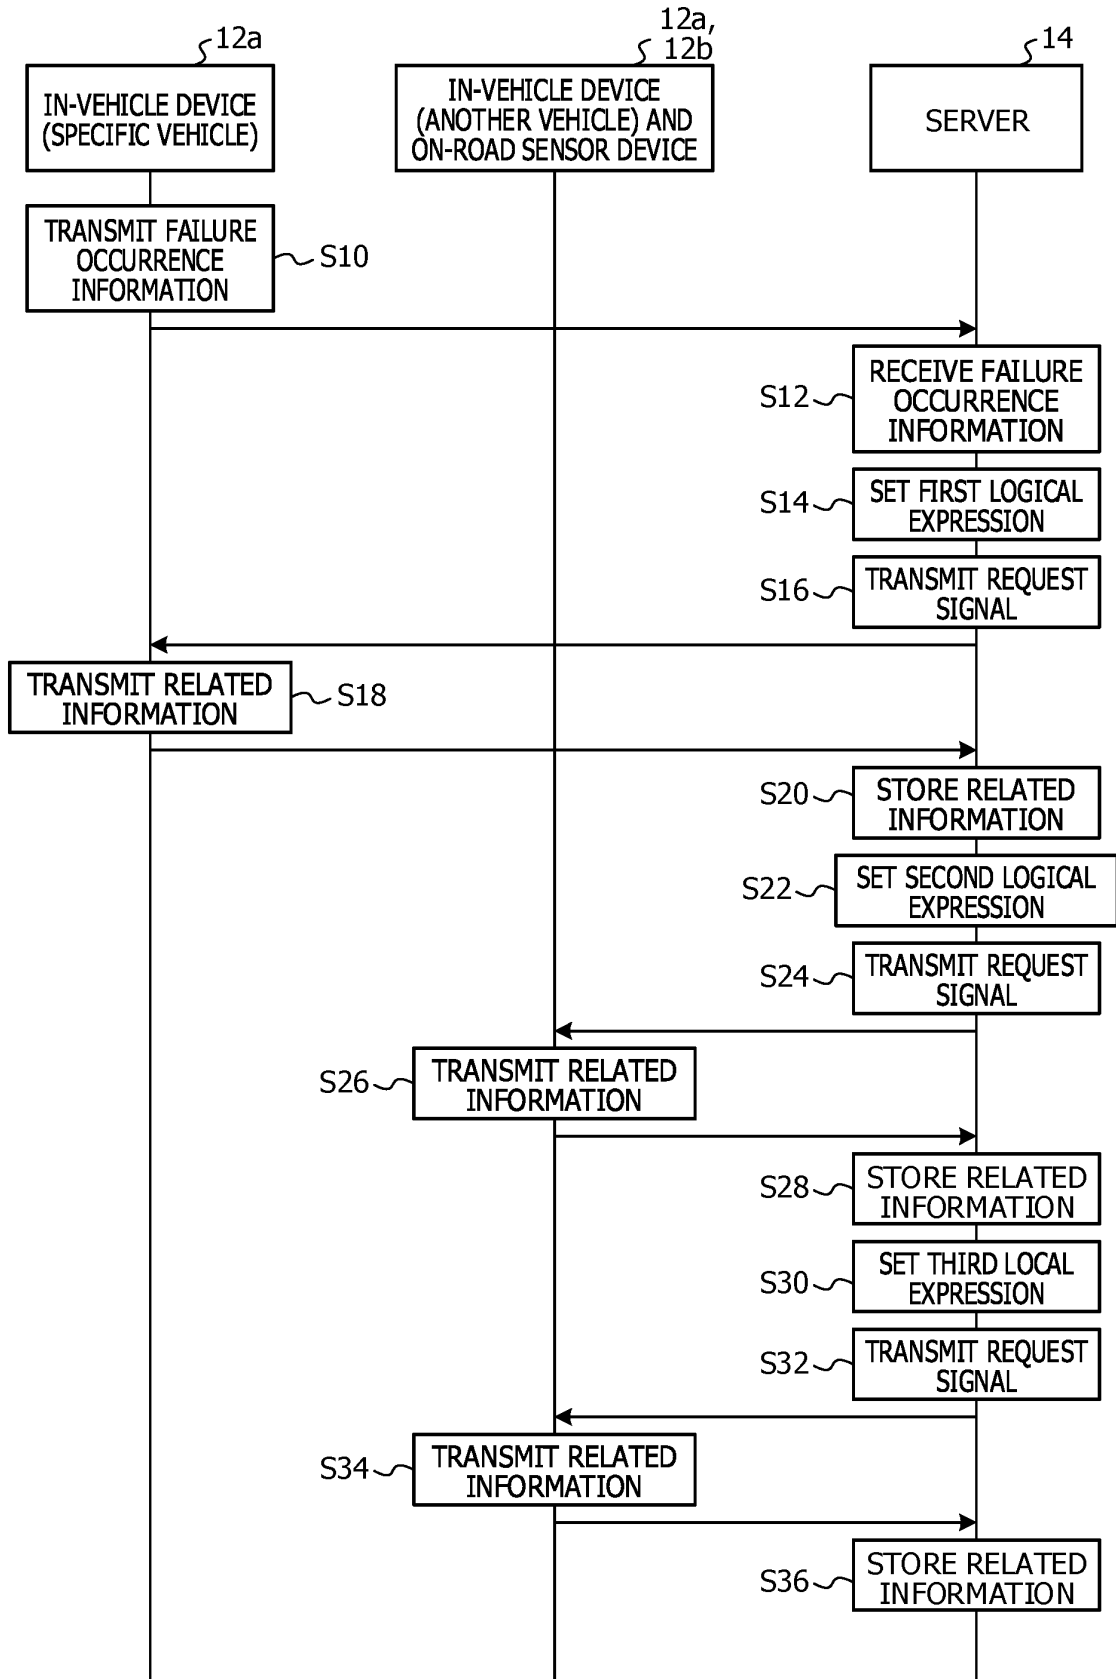 12a
12a,
12b
14
IN-VEHICLE DEVICE
(SPECIFIC VEHICLE)
IN-VEHICLE DEVICE
(ANOTHER VEHICLE) AND
ON-ROAD SENSOR DEVICE
SERVER
TRANSMIT FAILURE
OCCURRENCE
INFORMATION
S10
S12
RECEIVE FAILURE
OCCURRENCE
INFORMATION
S14
SET FIRST LOGICAL
EXPRESSION
S16
TRANSMIT REQUEST
SIGNAL
TRANSMIT RELATED
INFORMATION
S18
S20
STORE RELATED
INFORMATION
S22
SET SECOND LOGICAL
EXPRESSION
S24
TRANSMIT REQUEST
SIGNAL
S26
TRANSMIT RELATED
INFORMATION
S28
STORE RELATED
INFORMATION
S30
SET THIRD LOCAL
EXPRESSION
S32
TRANSMIT REQUEST
SIGNAL
S34
TRANSMIT RELATED
INFORMATION
S36
STORE RELATED
INFORMATION